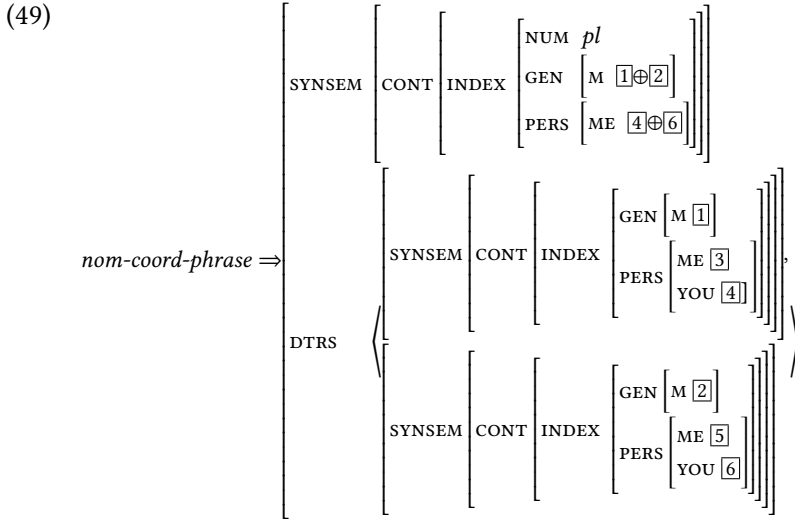 (49)
NUM pl
SYNSEM [CONT [INDEX [GEN [M 1⊕2]
PERS [ME 4⊕6]]]]
GEN [M 1]
SYNSEM [CONT [INDEX [ME 3
PERS [YOU 4]]]],
nom-coord-phrase ⇒
DTRS ⟨ ⟩
GEN [M 2]
SYNSEM [CONT [INDEX [ME 5
PERS [YOU 6]]]]